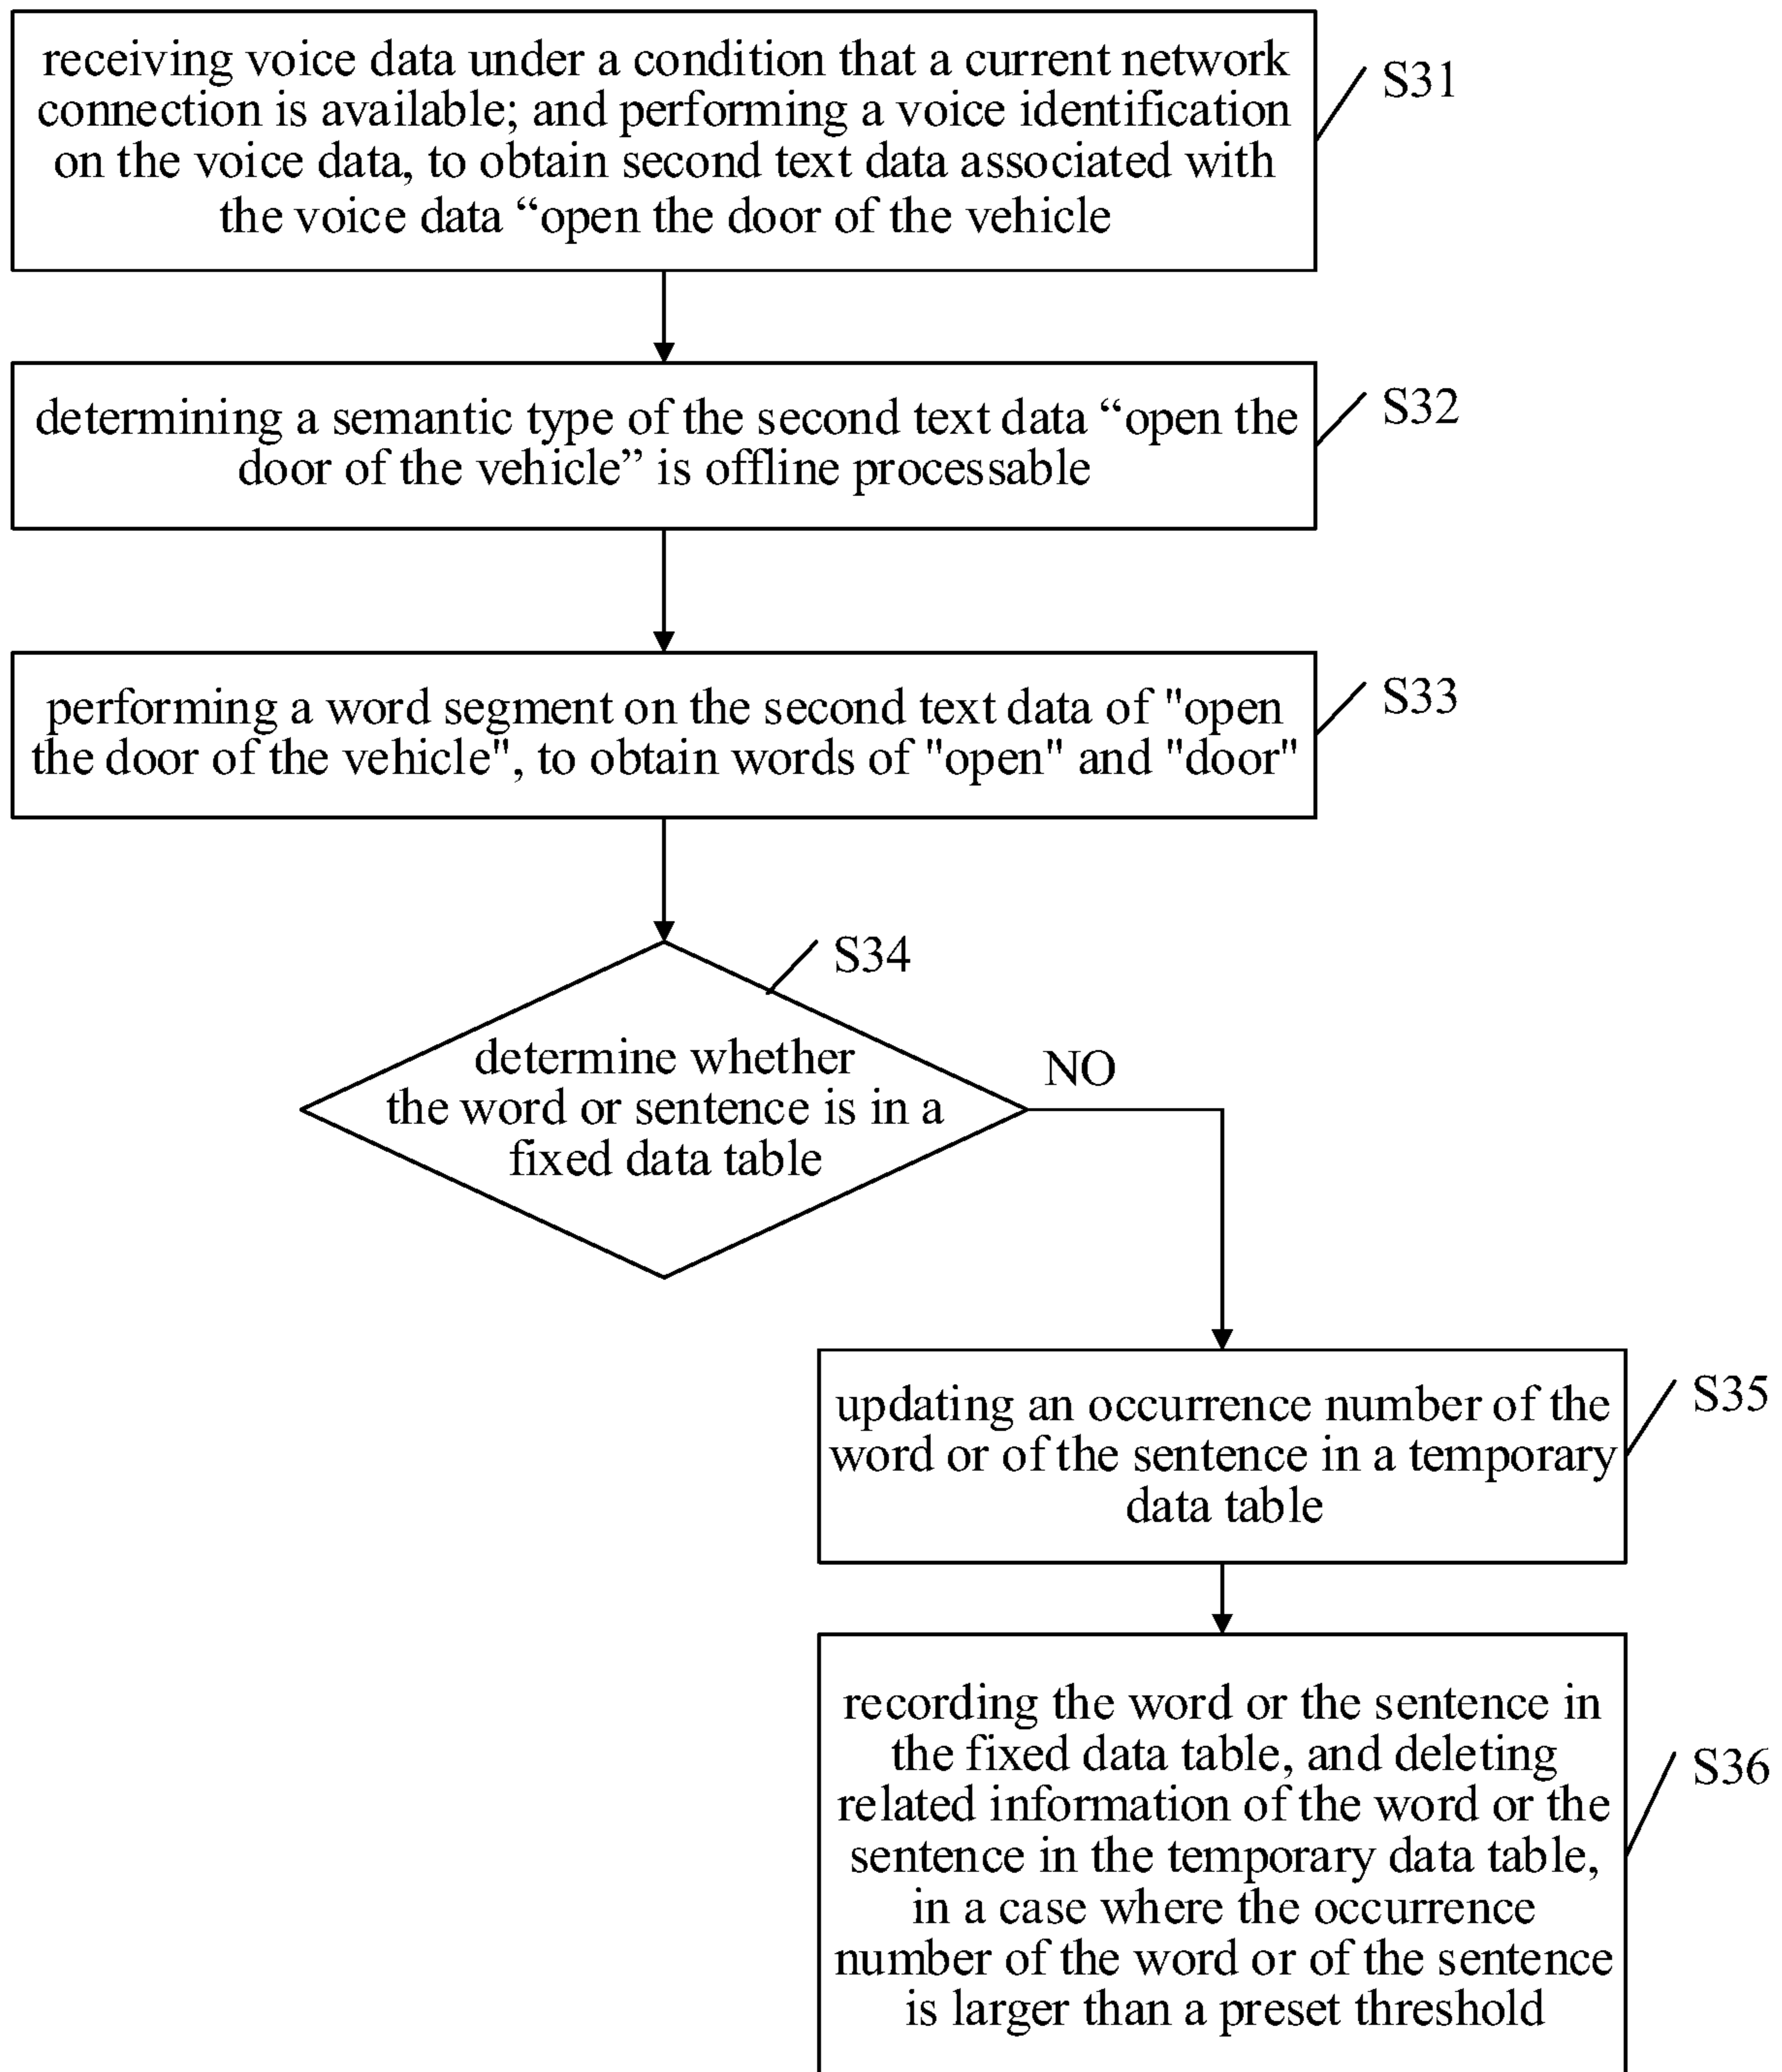 receiving voice data under a condition that a current network
connection is available; and performing a voice identification
on the voice data, to obtain second text data associated with
the voice data “open the door of the vehicle
S31
determining a semantic type of the second text data “open the
door of the vehicle” is offline processable
S32
performing a word segment on the second text data of "open
the door of the vehicle", to obtain words of "open" and "door"
S33
S34
determine whether
the word or sentence is in a
fixed data table
NO
updating an occurrence number of the
word or of the sentence in a temporary
data table
S35
recording the word or the sentence in
the fixed data table, and deleting
related information of the word or the
sentence in the temporary data table,
in a case where the occurrence
number of the word or of the sentence
is larger than a preset threshold
S36